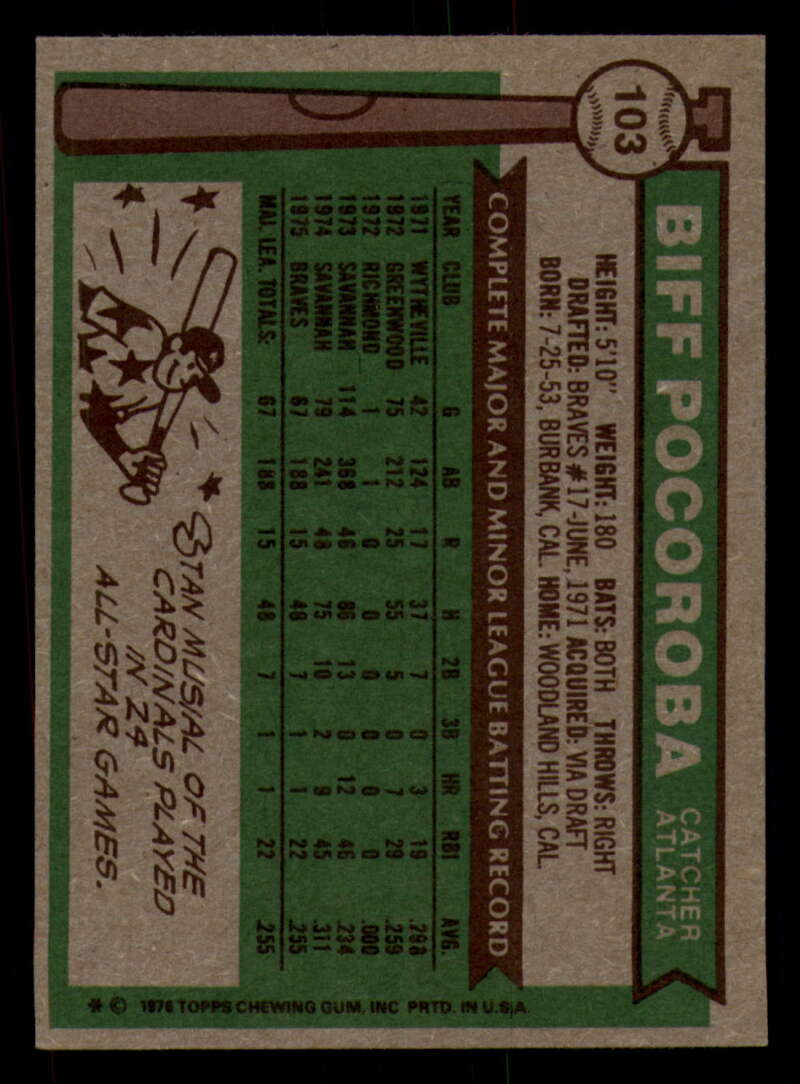 103
BIFF POCOROBA
CATCHER
ATLANTA
HEIGHT: 5'10" WEIGHT: 180 BATS: BOTH THROWS: RIGHT
DRAFTED: BRAVES #17-JUNE, 1971 ACQUIRED: VIA DRAFT
BORN: 7-25-53, BURBANK, CAL. HOME: WOODLAND HILLS, CAL.
COMPLETE MAJOR AND MINOR LEAGUE BATTING RECORD
YEAR CLUB G AB R H 2B 3B HR RBI AVG.
1971 WYTHEVILLE 42 124 17 37 7 0 3 19 .298
1972 GREENWOOD 75 212 25 55 5 0 7 29 .259
1972 RICHMOND 1 1 0 0 0 0 0 0 .000
1973 SAVANNAH 114 368 46 86 13 0 12 46 .234
1974 SAVANNAH 79 241 48 75 10 2 9 45 .311
1975 BRAVES 67 188 15 48 7 1 1 22 .255
MAJ. LEA. TOTALS: 67 188 15 48 7 1 1 22 .255
STAN MUSIAL OF THE
CARDINALS PLAYED
IN 24
ALL-STAR GAMES.
* © 1976 TOPPS CHEWING GUM, INC PRTD. IN U.S.A.